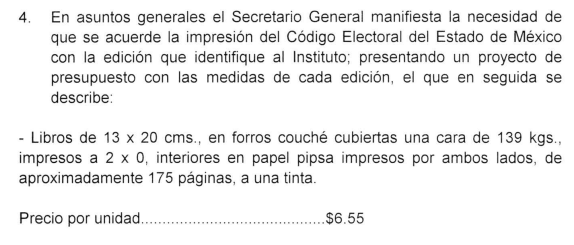 4. En asuntos generales el Secretario General manifiesta la necesidad de
que se acuerde la impresión del Código Electoral del Estado de México
con la edición que identifique al Instituto; presentando un proyecto de
presupuesto con las medidas de cada edición, el que en seguida se
describe:
- Libros de 13 x 20 cms., en forros couché cubiertas una cara de 139 kgs.,
impresos a 2 x 0, interiores en papel pipsa impresos por ambos lados, de
aproximadamente 175 páginas, a una tinta.
Precio por unidad..........................................$6.55